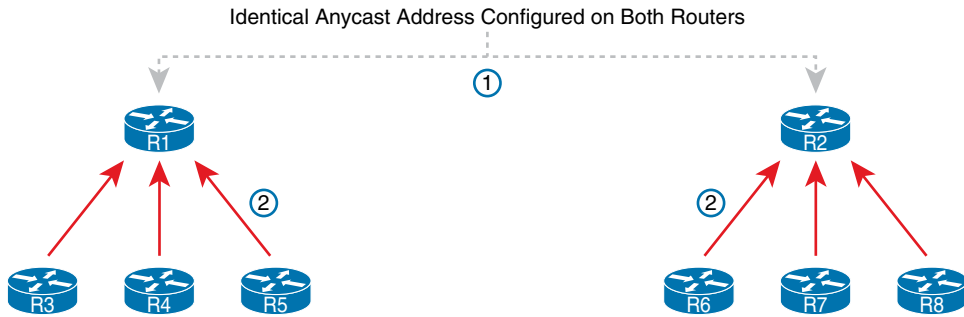 Identical Anycast Address Configured on Both Routers
1
R1
R2
2
2
R3
R4
R5
R6
R7
R8